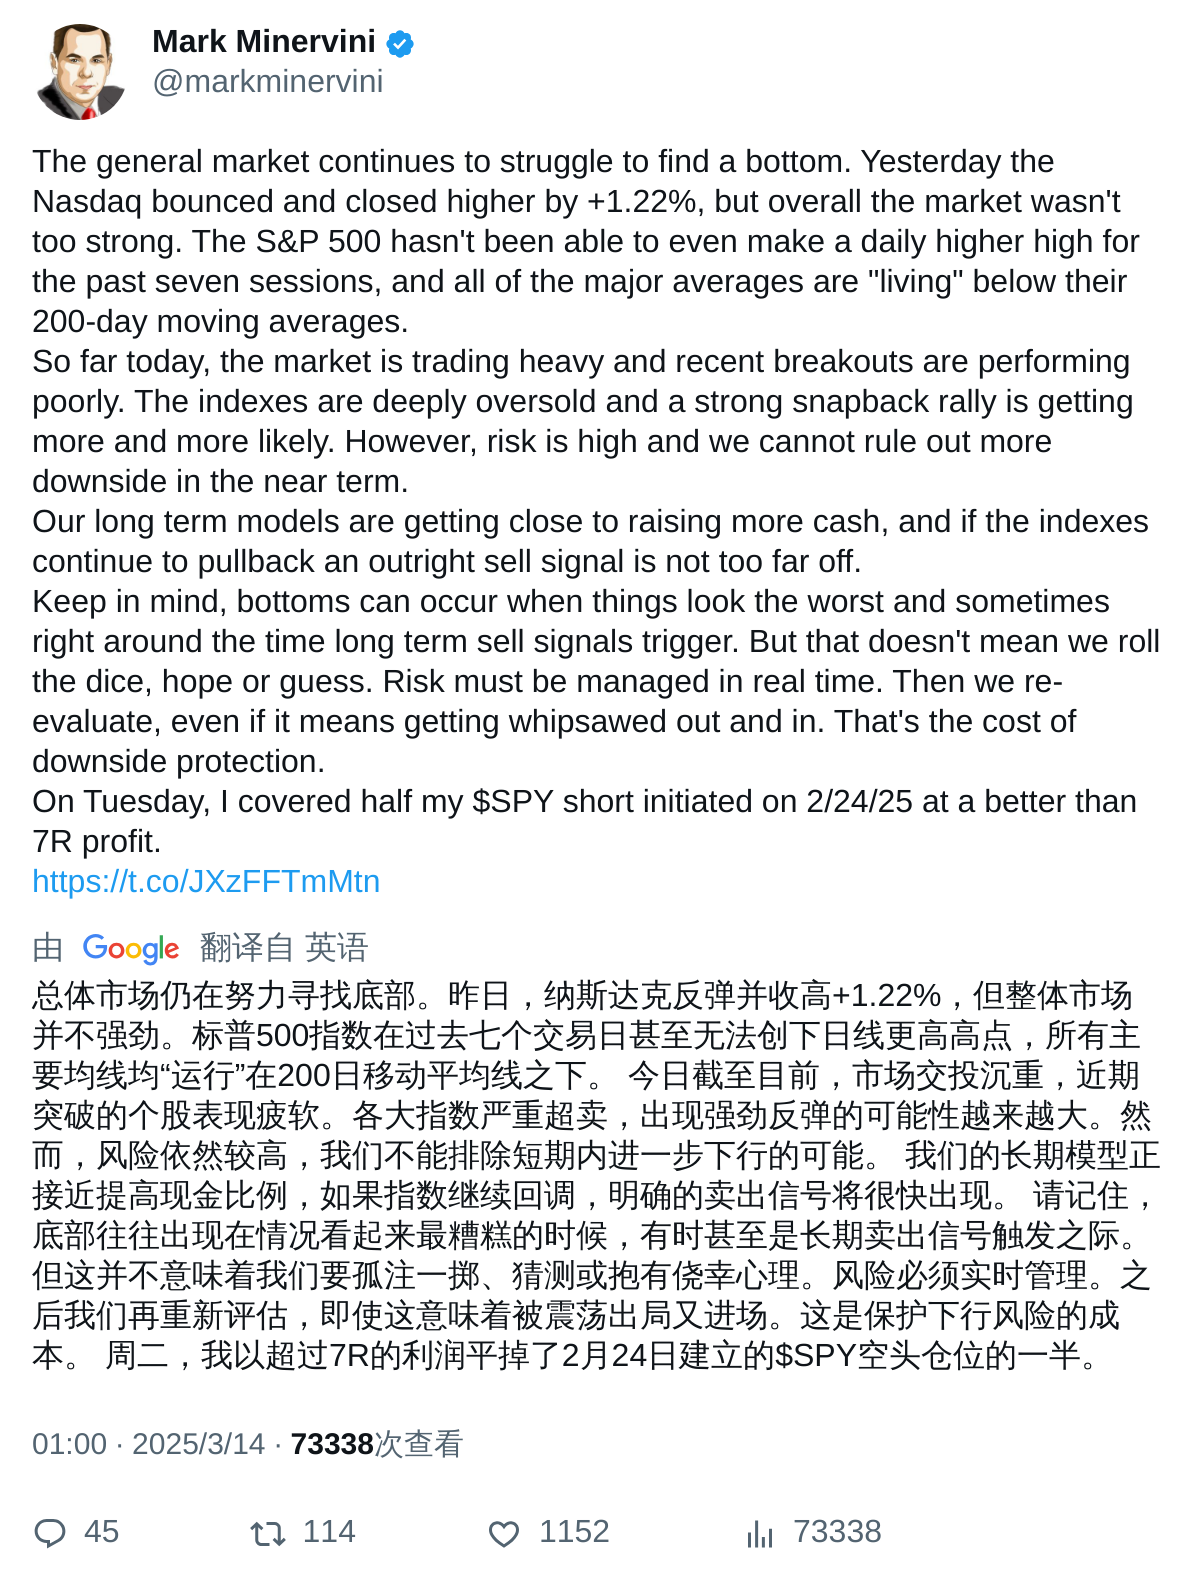 Mark Minervini
@markminervini
The general market continues to struggle to find a bottom. Yesterday the
Nasdaq bounced and closed higher by +1.22%, but overall the market wasn't
too strong. The S&P 500 hasn't been able to even make a daily higher high for
the past seven sessions, and all of the major averages are "living" below their
200-day moving averages.
So far today, the market is trading heavy and recent breakouts are performing
poorly. The indexes are deeply oversold and a strong snapback rally is getting
more and more likely. However, risk is high and we cannot rule out more
downside in the near term.
Our long term models are getting close to raising more cash, and if the indexes
continue to pullback an outright sell signal is not too far off.
Keep in mind, bottoms can occur when things look the worst and sometimes
right around the time long term sell signals trigger. But that doesn't mean we roll
the dice, hope or guess. Risk must be managed in real time. Then we re-
evaluate, even if it means getting whipsawed out and in. That's the cost of
downside protection.
On Tuesday, I covered half my $SPY short initiated on 2/24/25 at a better than
7R profit.
https://t.co/JXzFFTmMtn
由 Google 翻译自 英语
总体市场仍在努力寻找底部。昨日，纳斯达克反弹并收高+1.22%，但整体市场
并不强劲。标普500指数在过去七个交易日甚至无法创下日线更高高点，所有主
要均线均“运行”在200日移动平均线之下。 今日截至目前，市场交投沉重，近期
突破的个股表现疲软。各大指数严重超卖，出现强劲反弹的可能性越来越大。然
而，风险依然较高，我们不能排除短期内进一步下行的可能。 我们的长期模型正
接近提高现金比例，如果指数继续回调，明确的卖出信号将很快出现。 请记住，
底部往往出现在情况看起来最糟糕的时候，有时甚至是长期卖出信号触发之际。
但这并不意味着我们要孤注一掷、猜测或抱有侥幸心理。风险必须实时管理。之
后我们再重新评估，即使这意味着被震荡出局又进场。这是保护下行风险的成
本。 周二，我以超过7R的利润平掉了2月24日建立的$SPY空头仓位的一半。
01:00 · 2025/3/14 · 73338次查看
45 114 1152 73338